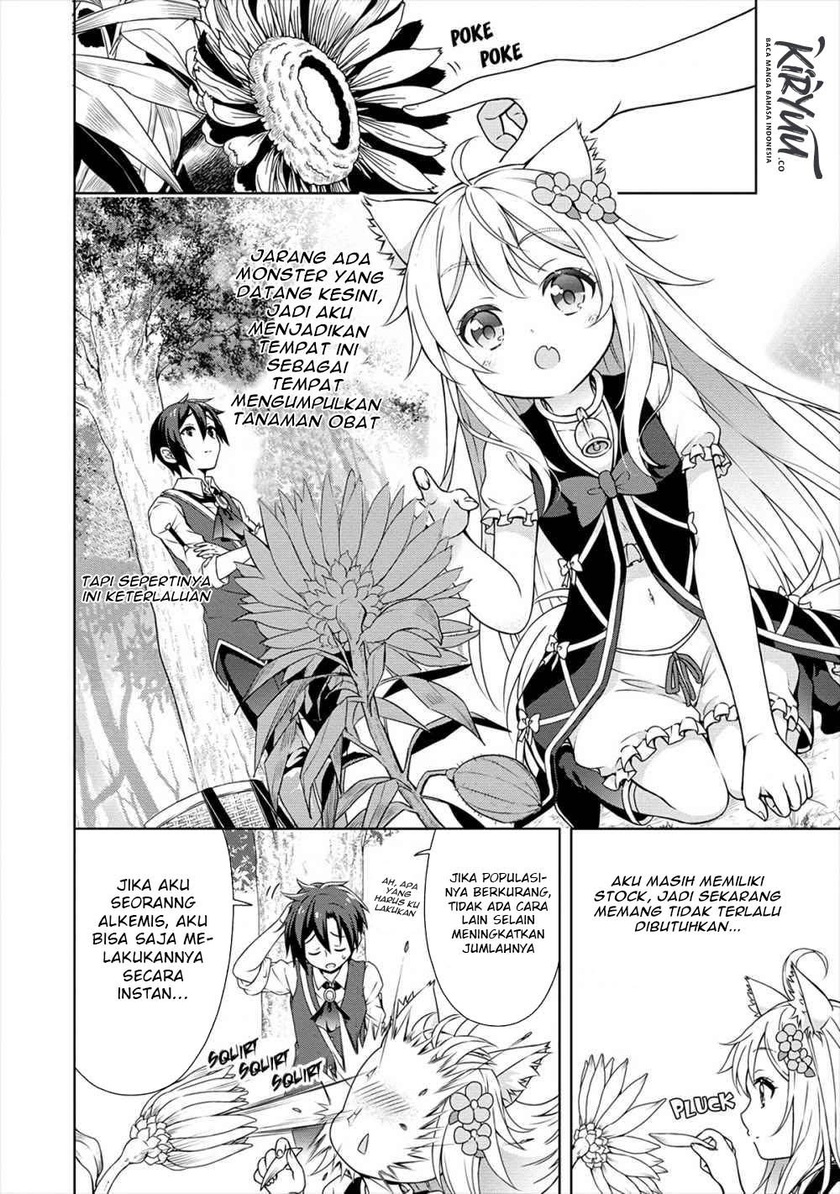 POKE
POKE
KIRYUU.CO
BACA MANGA BAHASA INDONESIA
JARANG ADA
MONSTER YANG
DATANG KESINI,
JADI AKU
MENJADIKAN
TEMPAT INI
SEBAGAI
TEMPAT
MENGUMPULKAN
TANAMAN OBAT
TAPI SEPERTINYA
INI KETERLALUAN
AKU MASIH MEMILIKI
STOCK, JADI SEKARANG
MEMANG TIDAK TERLALU
DIBUTUHKAN...
PLUCK
JIKA POPULASI-
NYA BERKURANG,
TIDAK ADA CARA
LAIN SELAIN
MENINGKATKAN
JUMLAHNYA
AH, APA
YANG
HARUS KU
LAKUKAN
JIKA AKU
SEORANNG
ALKEMIS, AKU
BISA SAJA ME-
LAKUKANNYA
SECARA
INSTAN...
SQUIRT
SQUIRT
SQUIRT